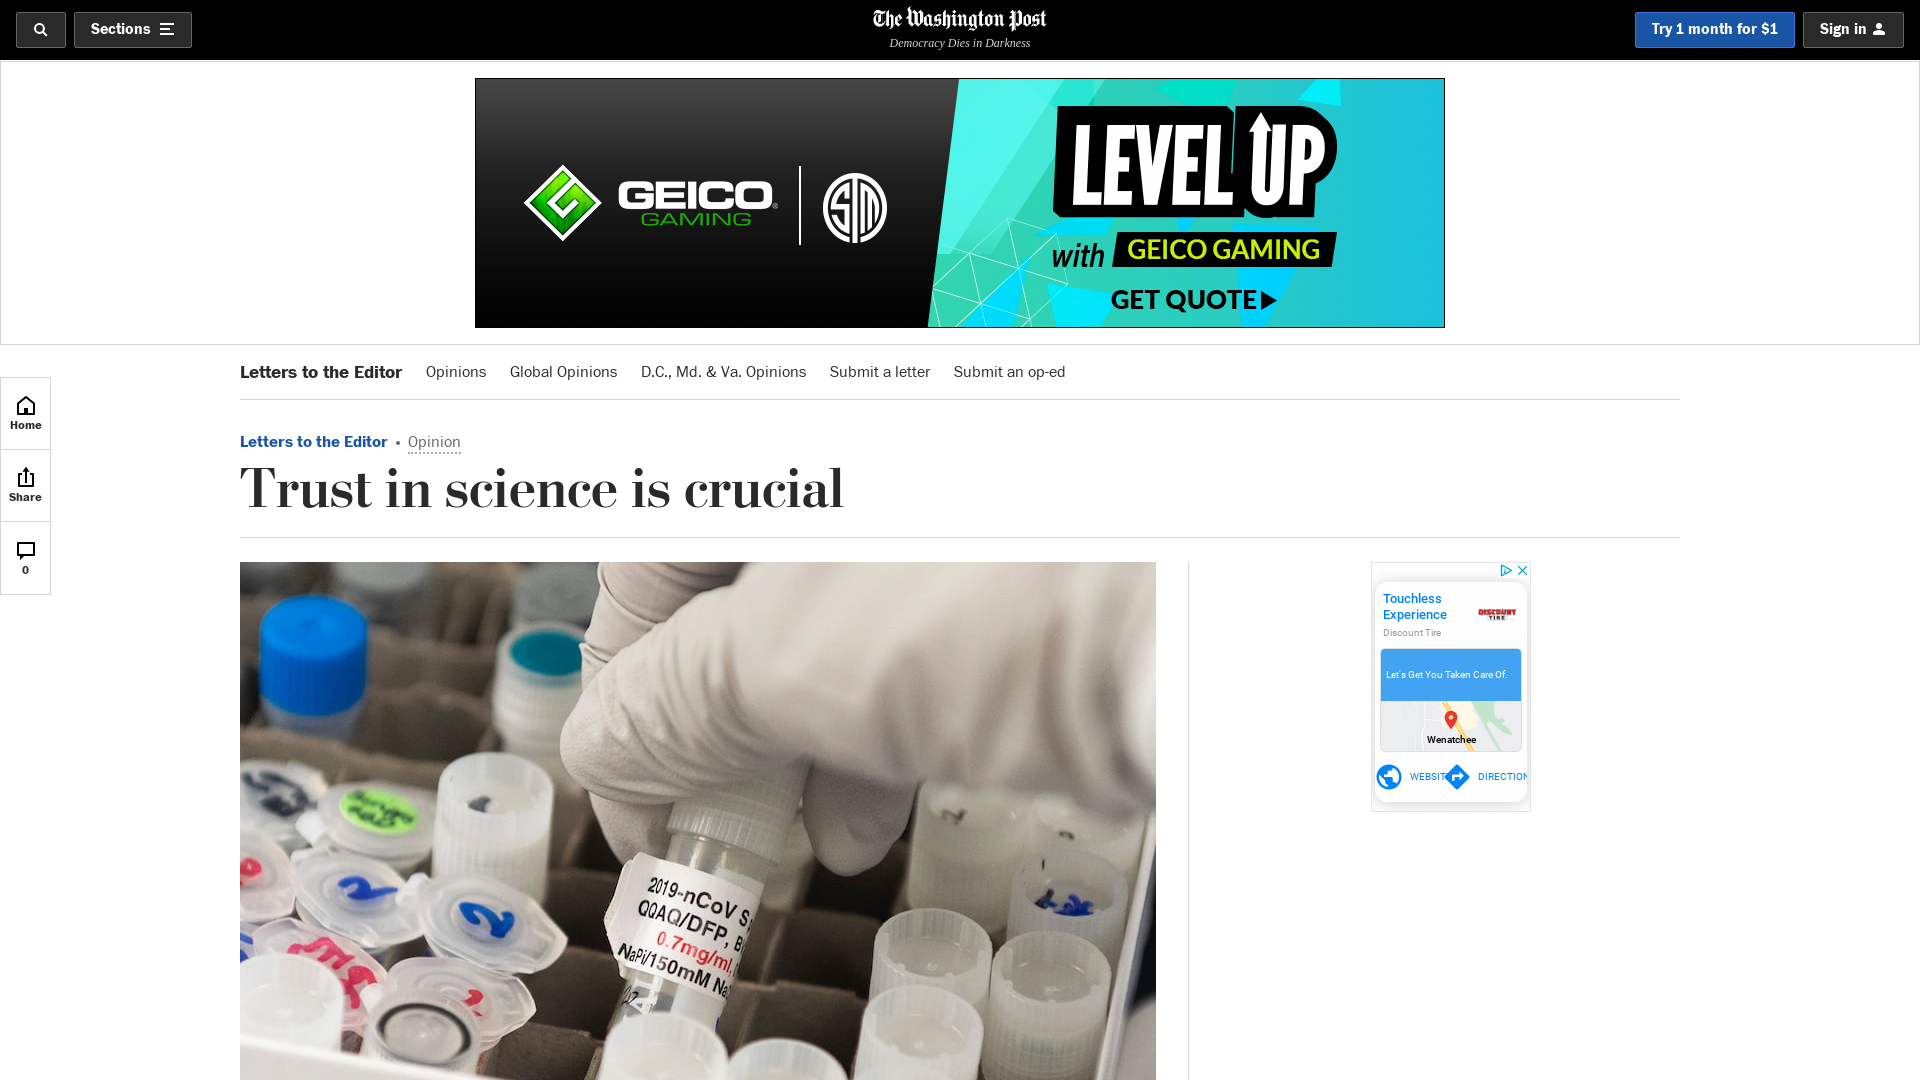 Sections
The Washington Post
Democracy Dies in Darkness
Try 1 month for $1
Sign in
GEICO
GAMING
TSM
LEVEL UP
with GEICO GAMING
GET QUOTE
Letters to the Editor
Opinions
Global Opinions
D.C., Md. & Va. Opinions
Submit a letter
Submit an op-ed
Home
Share
0
Letters to the Editor • Opinion
Trust in science is crucial
Touchless
Experience
DISCOUNT
TIRE
Discount Tire
Let's Get You Taken Care Of.
Wenatchee
WEBSIT
DIRECTION
2019-nCoV S
QQAQ/DFP, B
0.7mg/ml,
NaPi/150mM Na
2